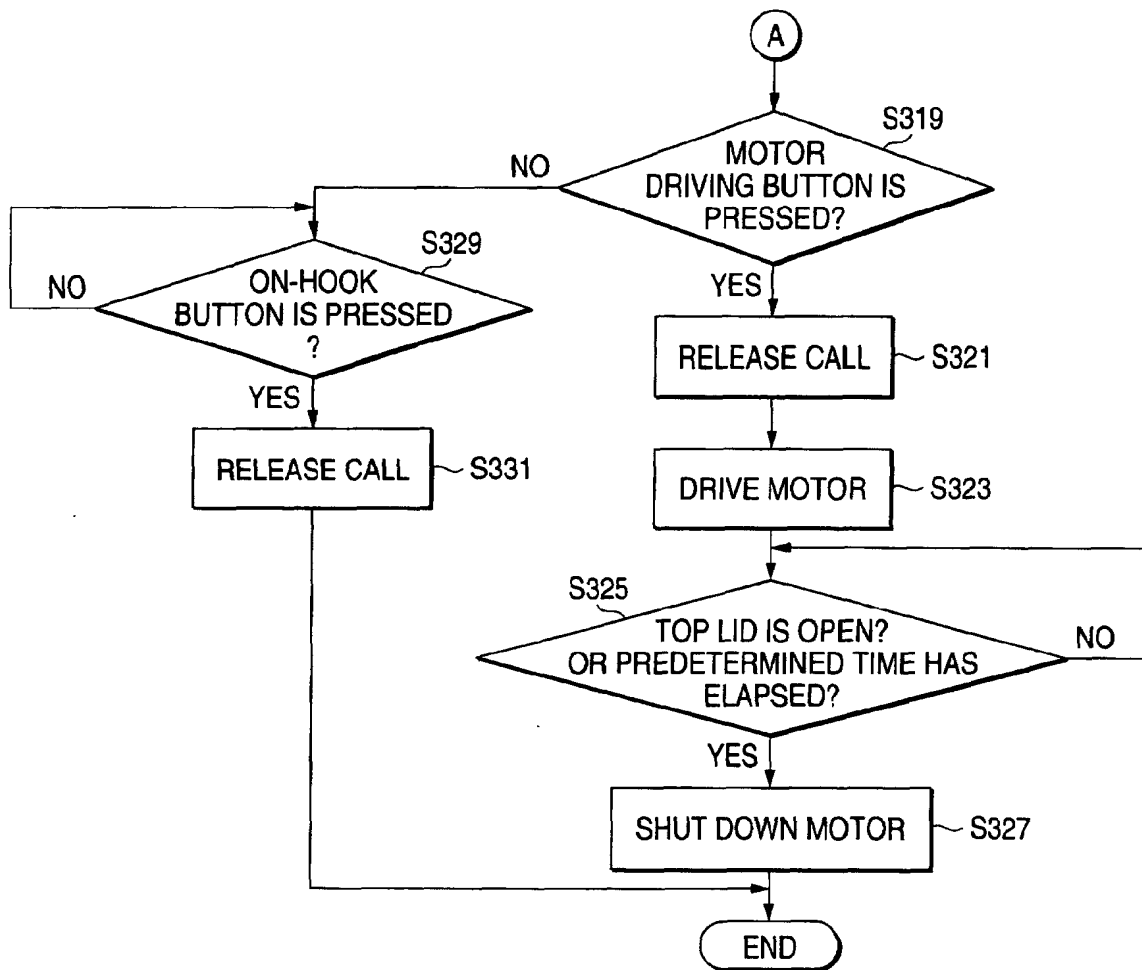 A
S319
MOTOR
DRIVING BUTTON IS
PRESSED?
NO
YES
S329
ON-HOOK
BUTTON IS PRESSED
?
NO
YES
RELEASE CALL
S321
RELEASE CALL
S331
DRIVE MOTOR
S323
S325
TOP LID IS OPEN?
OR PREDETERMINED TIME HAS
ELAPSED?
NO
YES
SHUT DOWN MOTOR
S327
END